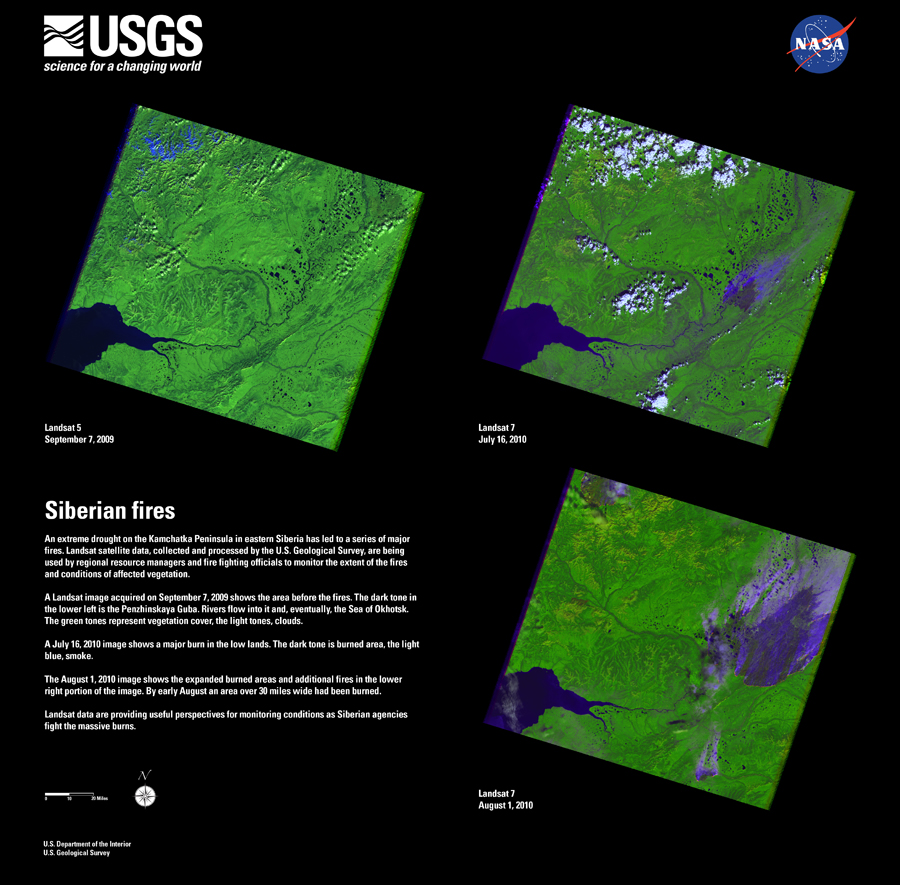 USGS
science for a changing world
NASA
Landsat 5
September 7, 2009
Landsat 7
July 16, 2010
Siberian fires
An extreme drought on the Kamchatka Peninsula in eastern Siberia has led to a series of major
fires. Landsat satellite data, collected and processed by the U.S. Geological Survey, are being
used by regional resource managers and fire fighting officials to monitor the extent of the fires
and conditions of affected vegetation.
A Landsat image acquired on September 7, 2009 shows the area before the fires. The dark tone in
the lower left is the Penzhinskaya Guba. Rivers flow into it and, eventually, the Sea of Okhotsk.
The green tones represent vegetation cover, the light tones, clouds.
A July 16, 2010 image shows a major burn in the low lands. The dark tone is burned area, the light
blue, smoke.
The August 1, 2010 image shows the expanded burned areas and additional fires in the lower
right portion of the image. By early August an area over 30 miles wide had been burned.
Landsat data are providing useful perspectives for monitoring conditions as Siberian agencies
fight the massive burns.
N
0 20 Miles
Landsat 7
August 1, 2010
U.S. Department of the Interior
U.S. Geological Survey